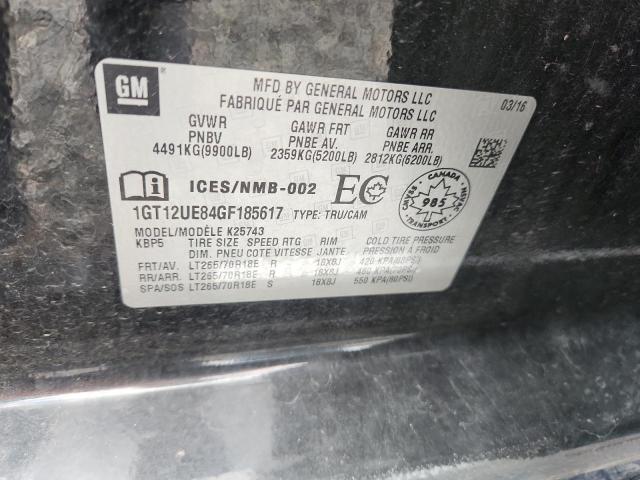 GM
MFD BY GENERAL MOTORS LLC
FABRIQUÉ PAR GENERAL MOTORS LLC
03/16
GVWR GAWR FRT GAWR RR
PNBV PNBE AV. PNBE ARR.
4491KG(9900LB) 2359KG(5200LB) 2812KG(6200LB)
ICES/NMB-002 EC
CANADA
985
TRANSPORT
1GT12UE84GF185617 TYPE: TRU/CAM
MODEL/MODÈLE K25743
KBP5 TIRE SIZE SPEED RTG RIM COLD TIRE PRESSURE
DIM. PNEU COTE VITESSE JANTE PRESSION A FROID
FRT/AV. LT265/70R18E R 18X8J 420 KPA(60PSI)
RR/ARR. LT265/70R18E R 18X8J
SPA/SOS LT265/70R18E S 18X8J 550 KPA(80PSI)